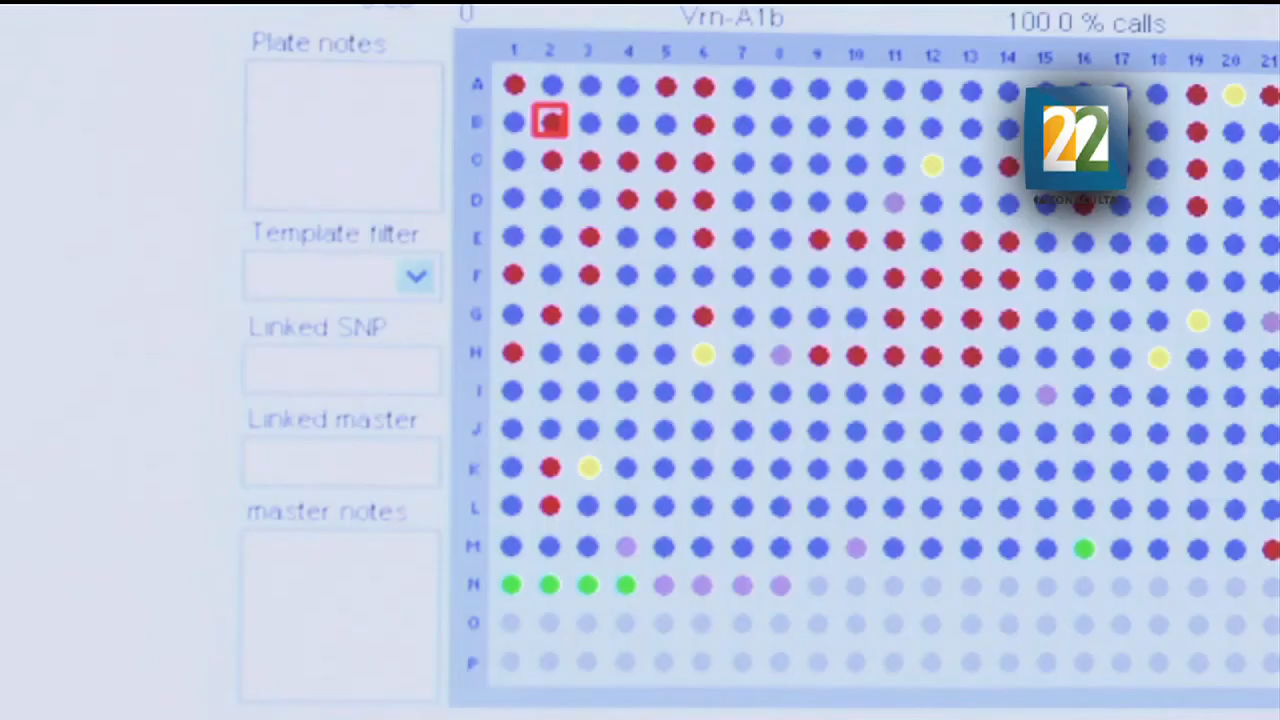 0 Vrn-A1b 100.0 % calls
Plate notes
1 2 3 4 5 6 7 8 9 10 11 12 13 14 15 16 17 18 19 20 21
A
B
C
D
Template filter
E
F
G
Linked SNP
H
I
Linked master
J
K
L
master notes
M
N
O
P
22